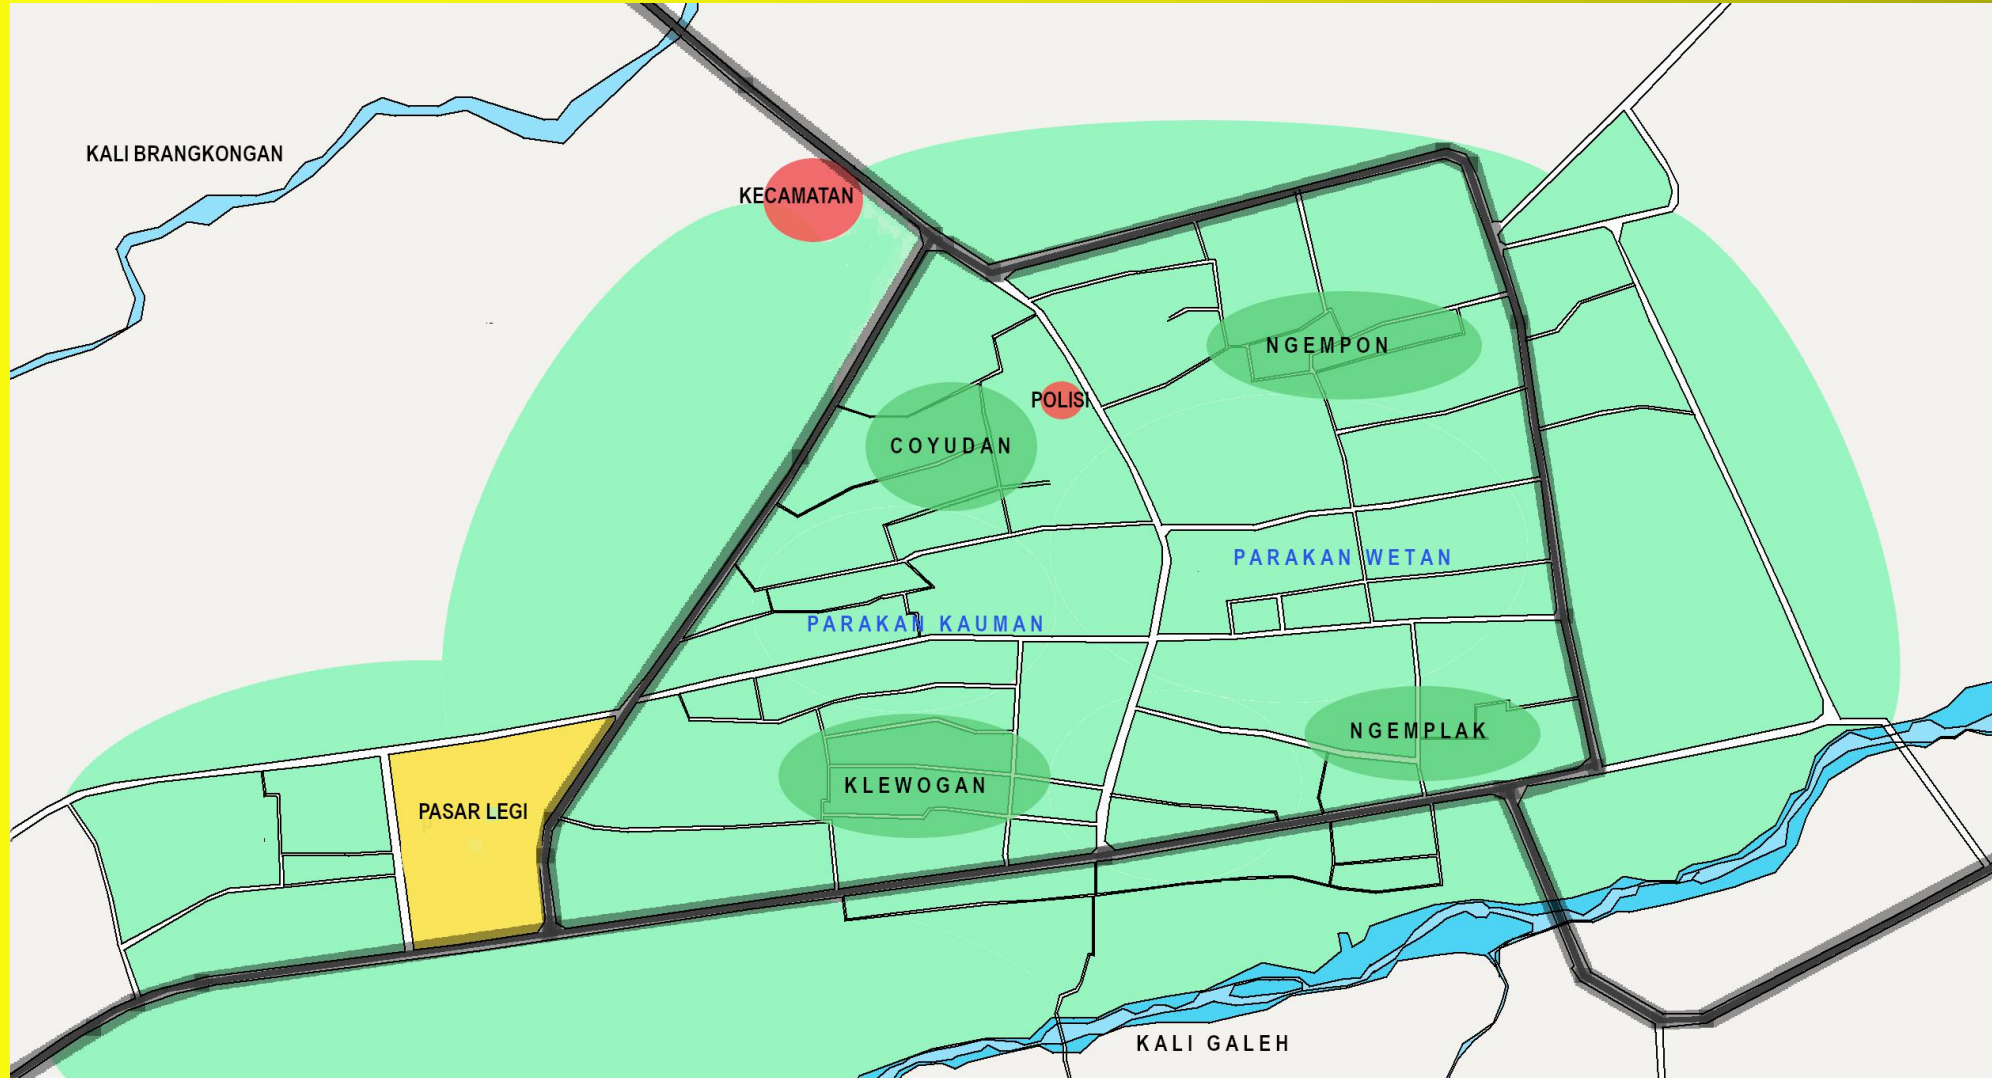 KALI BRANGKONGAN
KECAMATAN
NGEMPON
POLISI
COYUDAN
PARAKAN WETAN
PARAKAN KAUMAN
NGEMPLAK
KLEWOGAN
PASAR LEGI
KALI GALEH